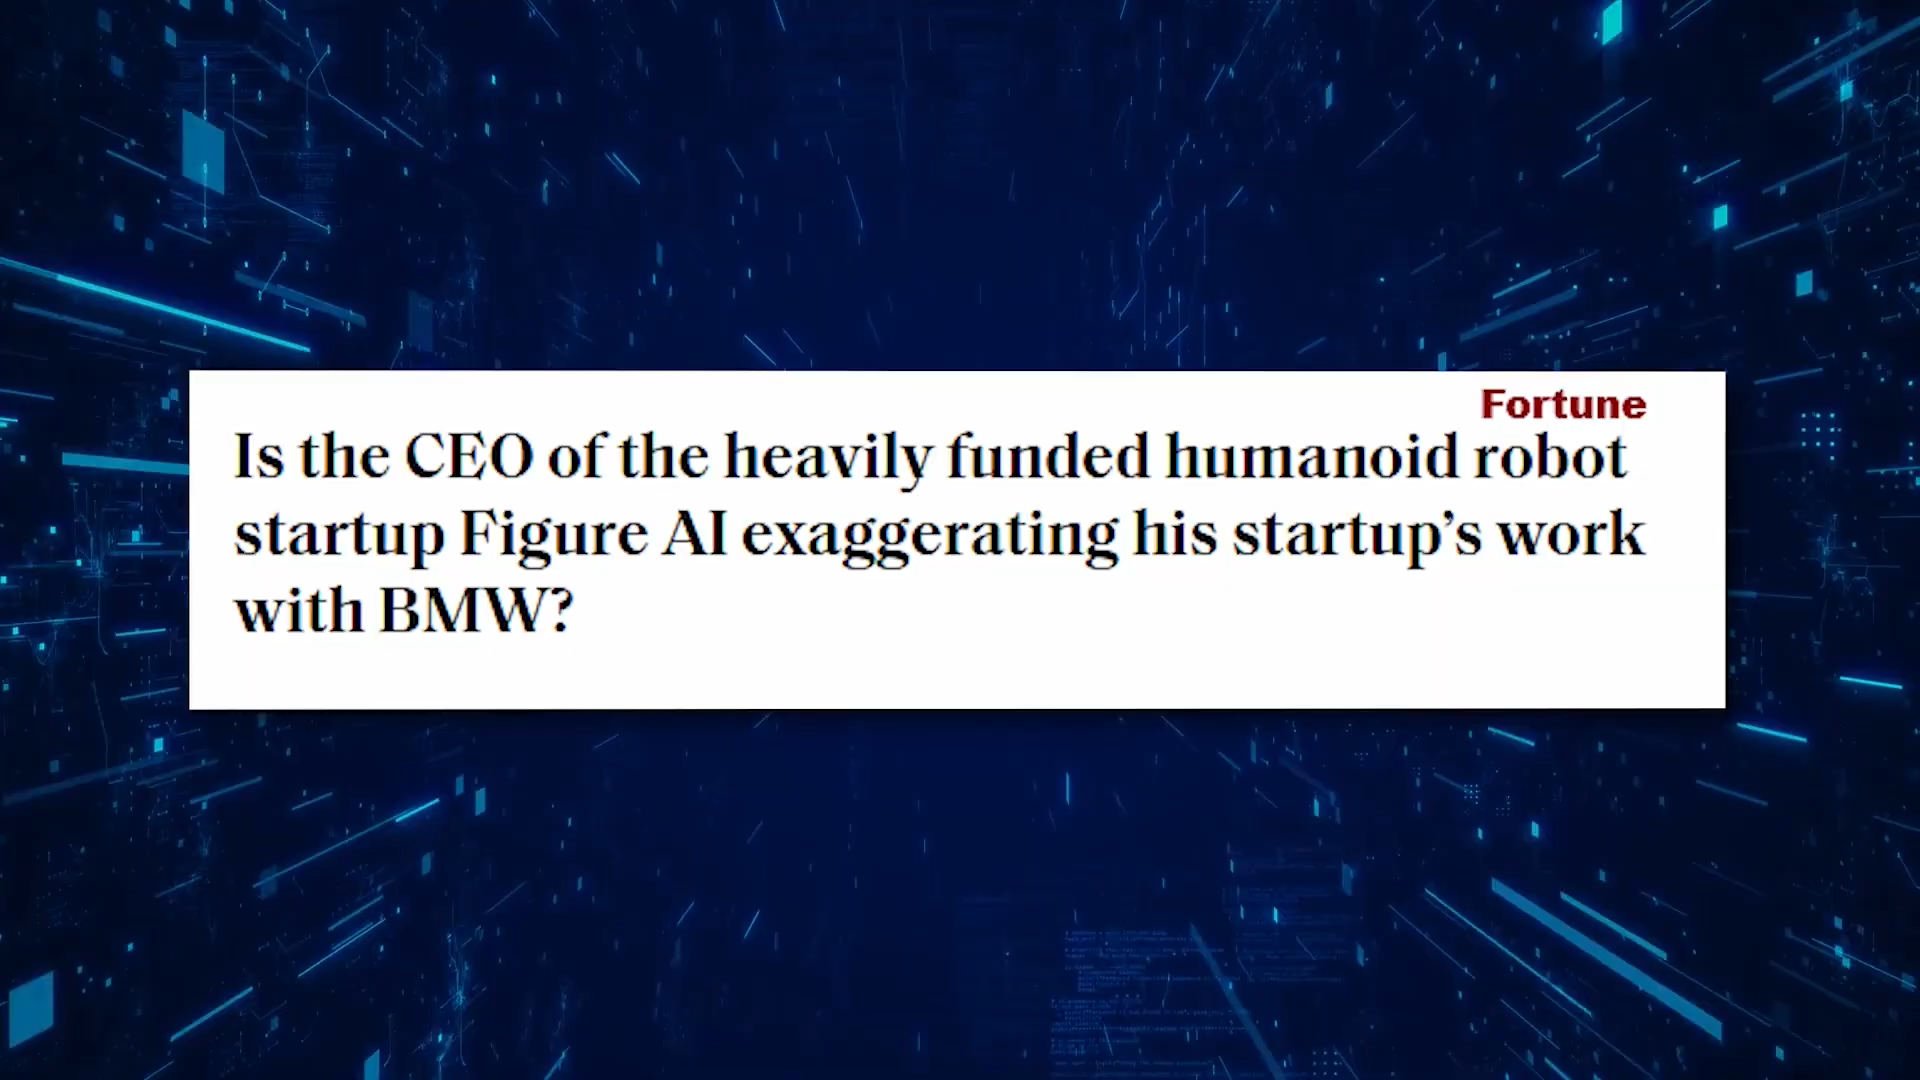 Fortune
Is the CEO of the heavily funded humanoid robot
startup Figure AI exaggerating his startup’s work
with BMW?